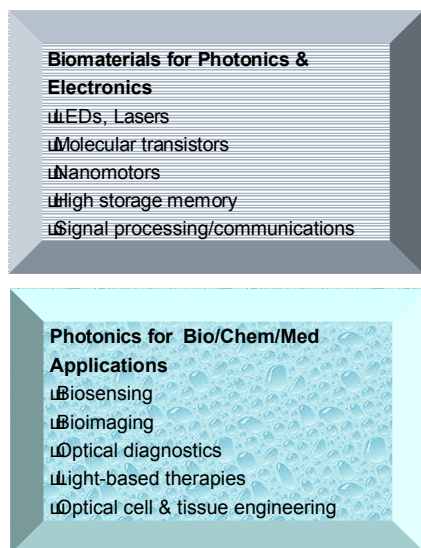 Biomaterials for Photonics &
Electronics
LEDs, Lasers
Molecular transistors
Nanomotors
High storage memory
Signal processing/communications
Photonics for Bio/Chem/Med
Applications
Biosensing
Bioimaging
Optical diagnostics
Light-based therapies
Optical cell & tissue engineering